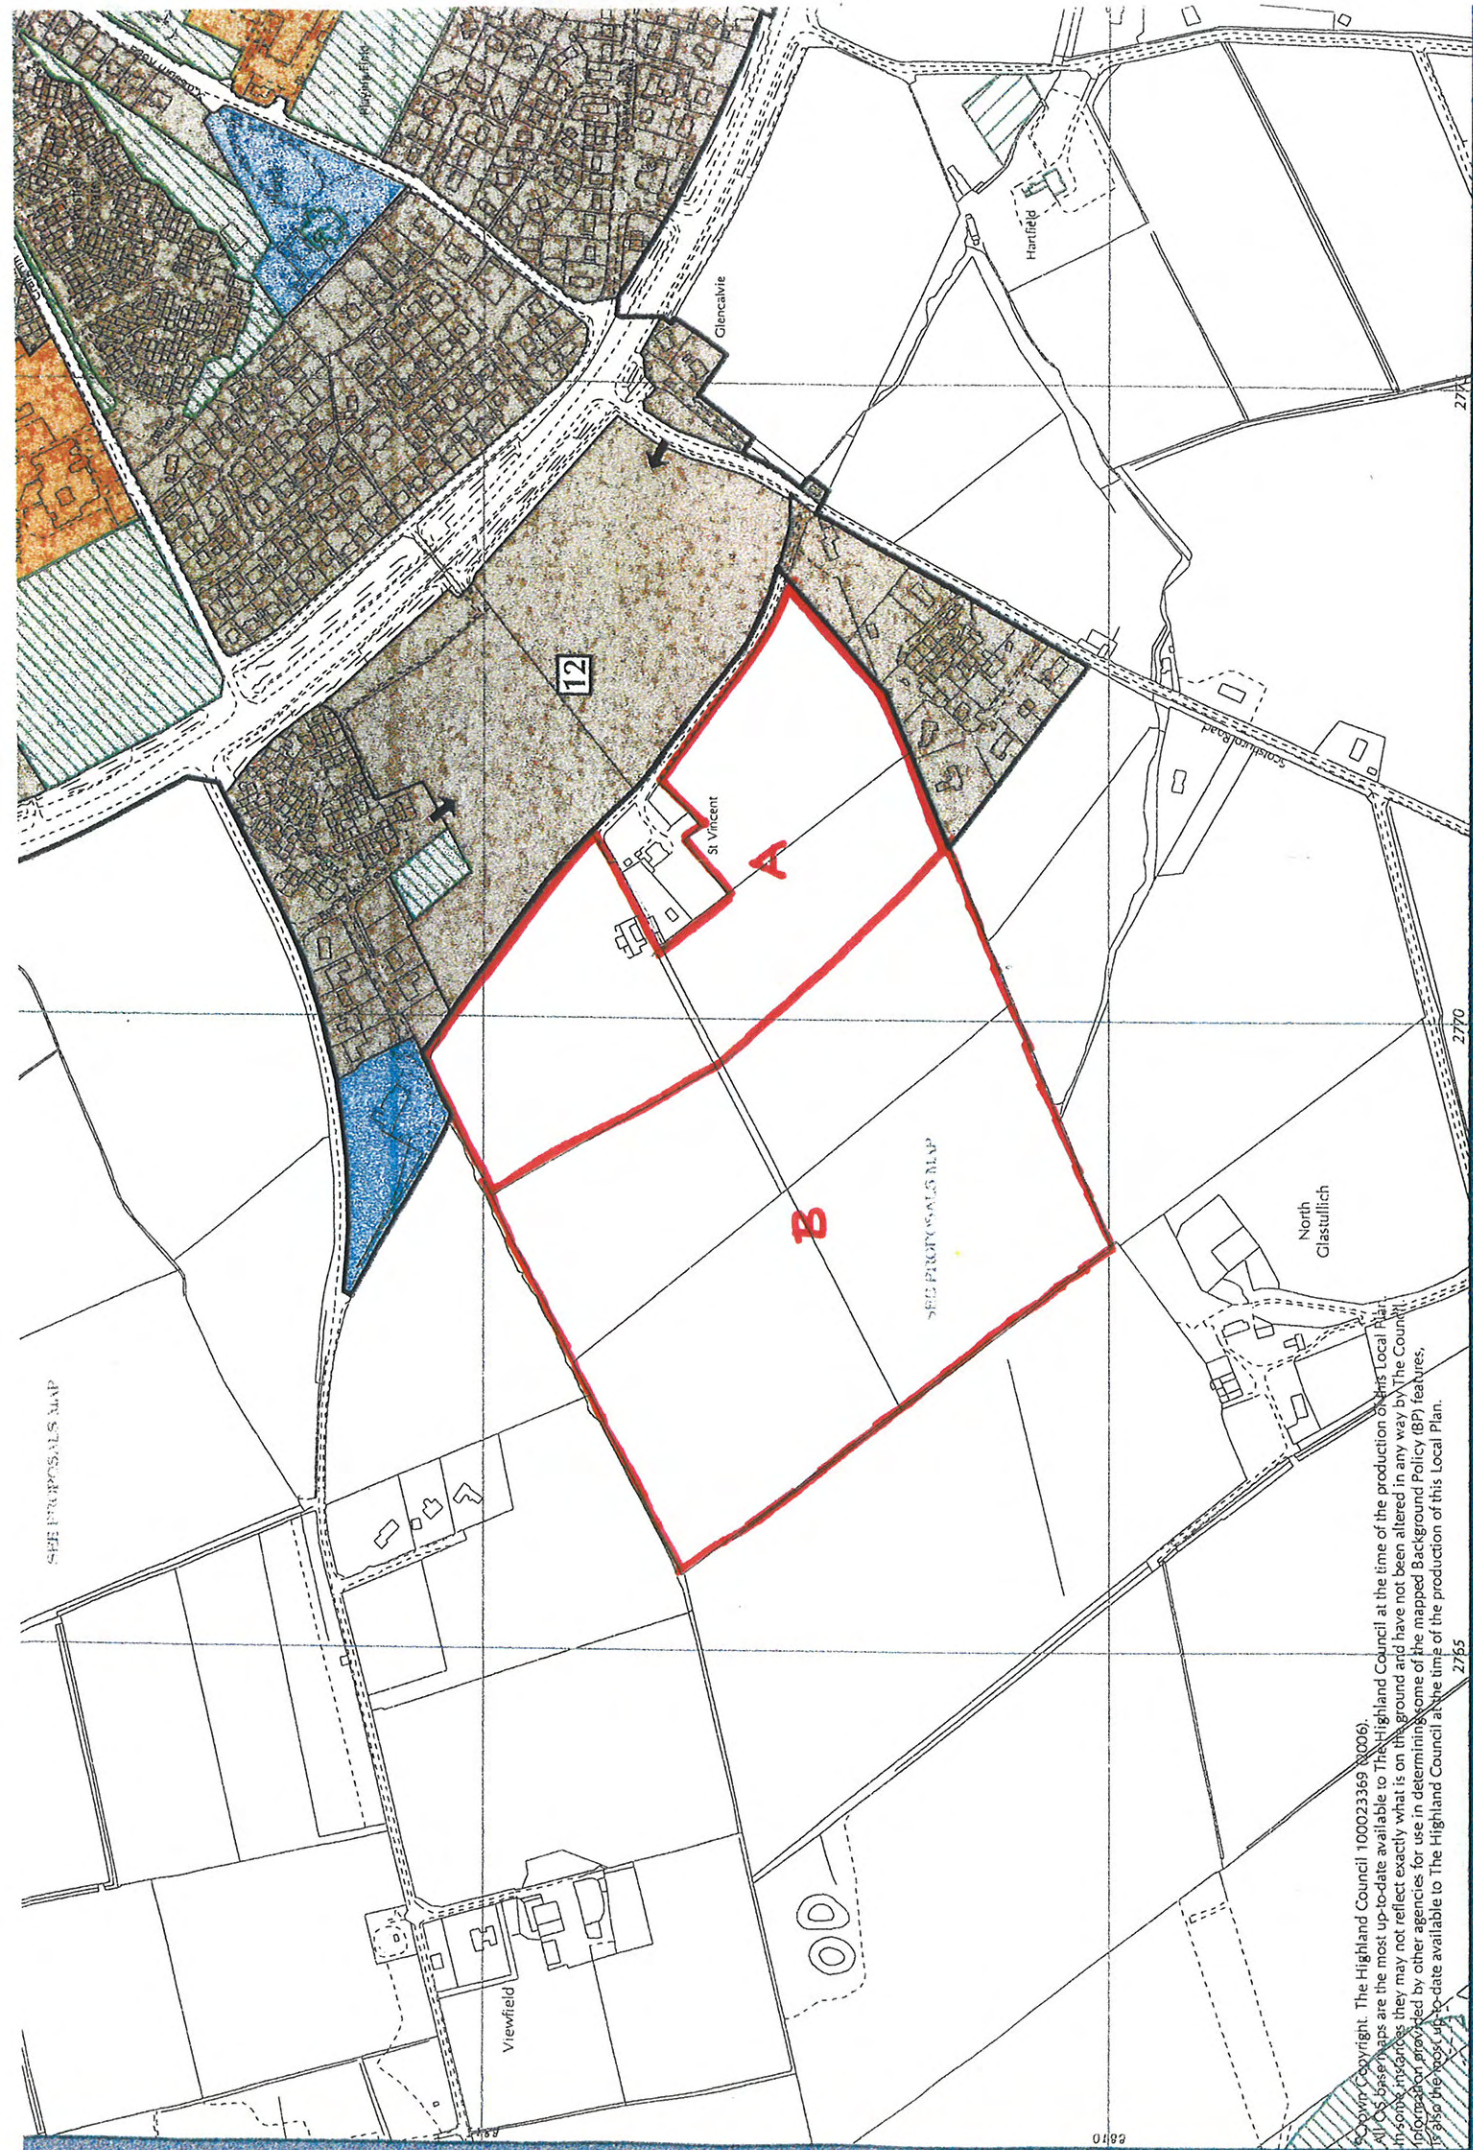 SEE PROPOSALS MAP
Glencalvie
Hartfield
12
St Vincent
A
Scotsburn Road
B
SEE PROPOSALS MAP
North
Glastullich
Viewfield
2770
2765
8810
©Crown Copyright. The Highland Council 100023369 (2006).
All OS base maps are the most up-to-date available to The Highland Council at the time of the production of this Local Plan.
In some instances they may not reflect exactly what is on the ground and have not been altered in any way by The Council.
Information provided by other agencies for use in determining some of the mapped Background Policy (BP) features,
is also the most up-to-date available to The Highland Council at the time of the production of this Local Plan.